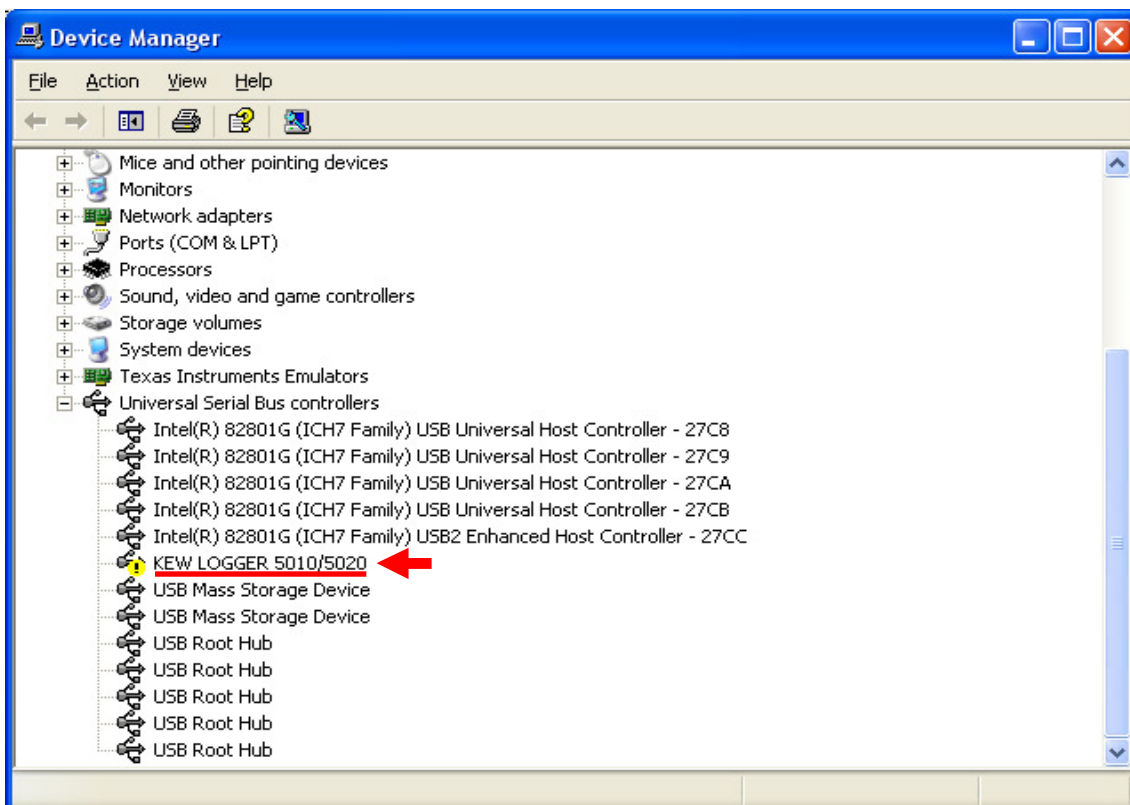 Device Manager
File Action View Help
Mice and other pointing devices
Monitors
Network adapters
Ports (COM & LPT)
Processors
Sound, video and game controllers
Storage volumes
System devices
Texas Instruments Emulators
Universal Serial Bus controllers
Intel(R) 82801G (ICH7 Family) USB Universal Host Controller - 27C8
Intel(R) 82801G (ICH7 Family) USB Universal Host Controller - 27C9
Intel(R) 82801G (ICH7 Family) USB Universal Host Controller - 27CA
Intel(R) 82801G (ICH7 Family) USB Universal Host Controller - 27CB
Intel(R) 82801G (ICH7 Family) USB2 Enhanced Host Controller - 27CC
KEW LOGGER 5010/5020
USB Mass Storage Device
USB Mass Storage Device
USB Root Hub
USB Root Hub
USB Root Hub
USB Root Hub
USB Root Hub